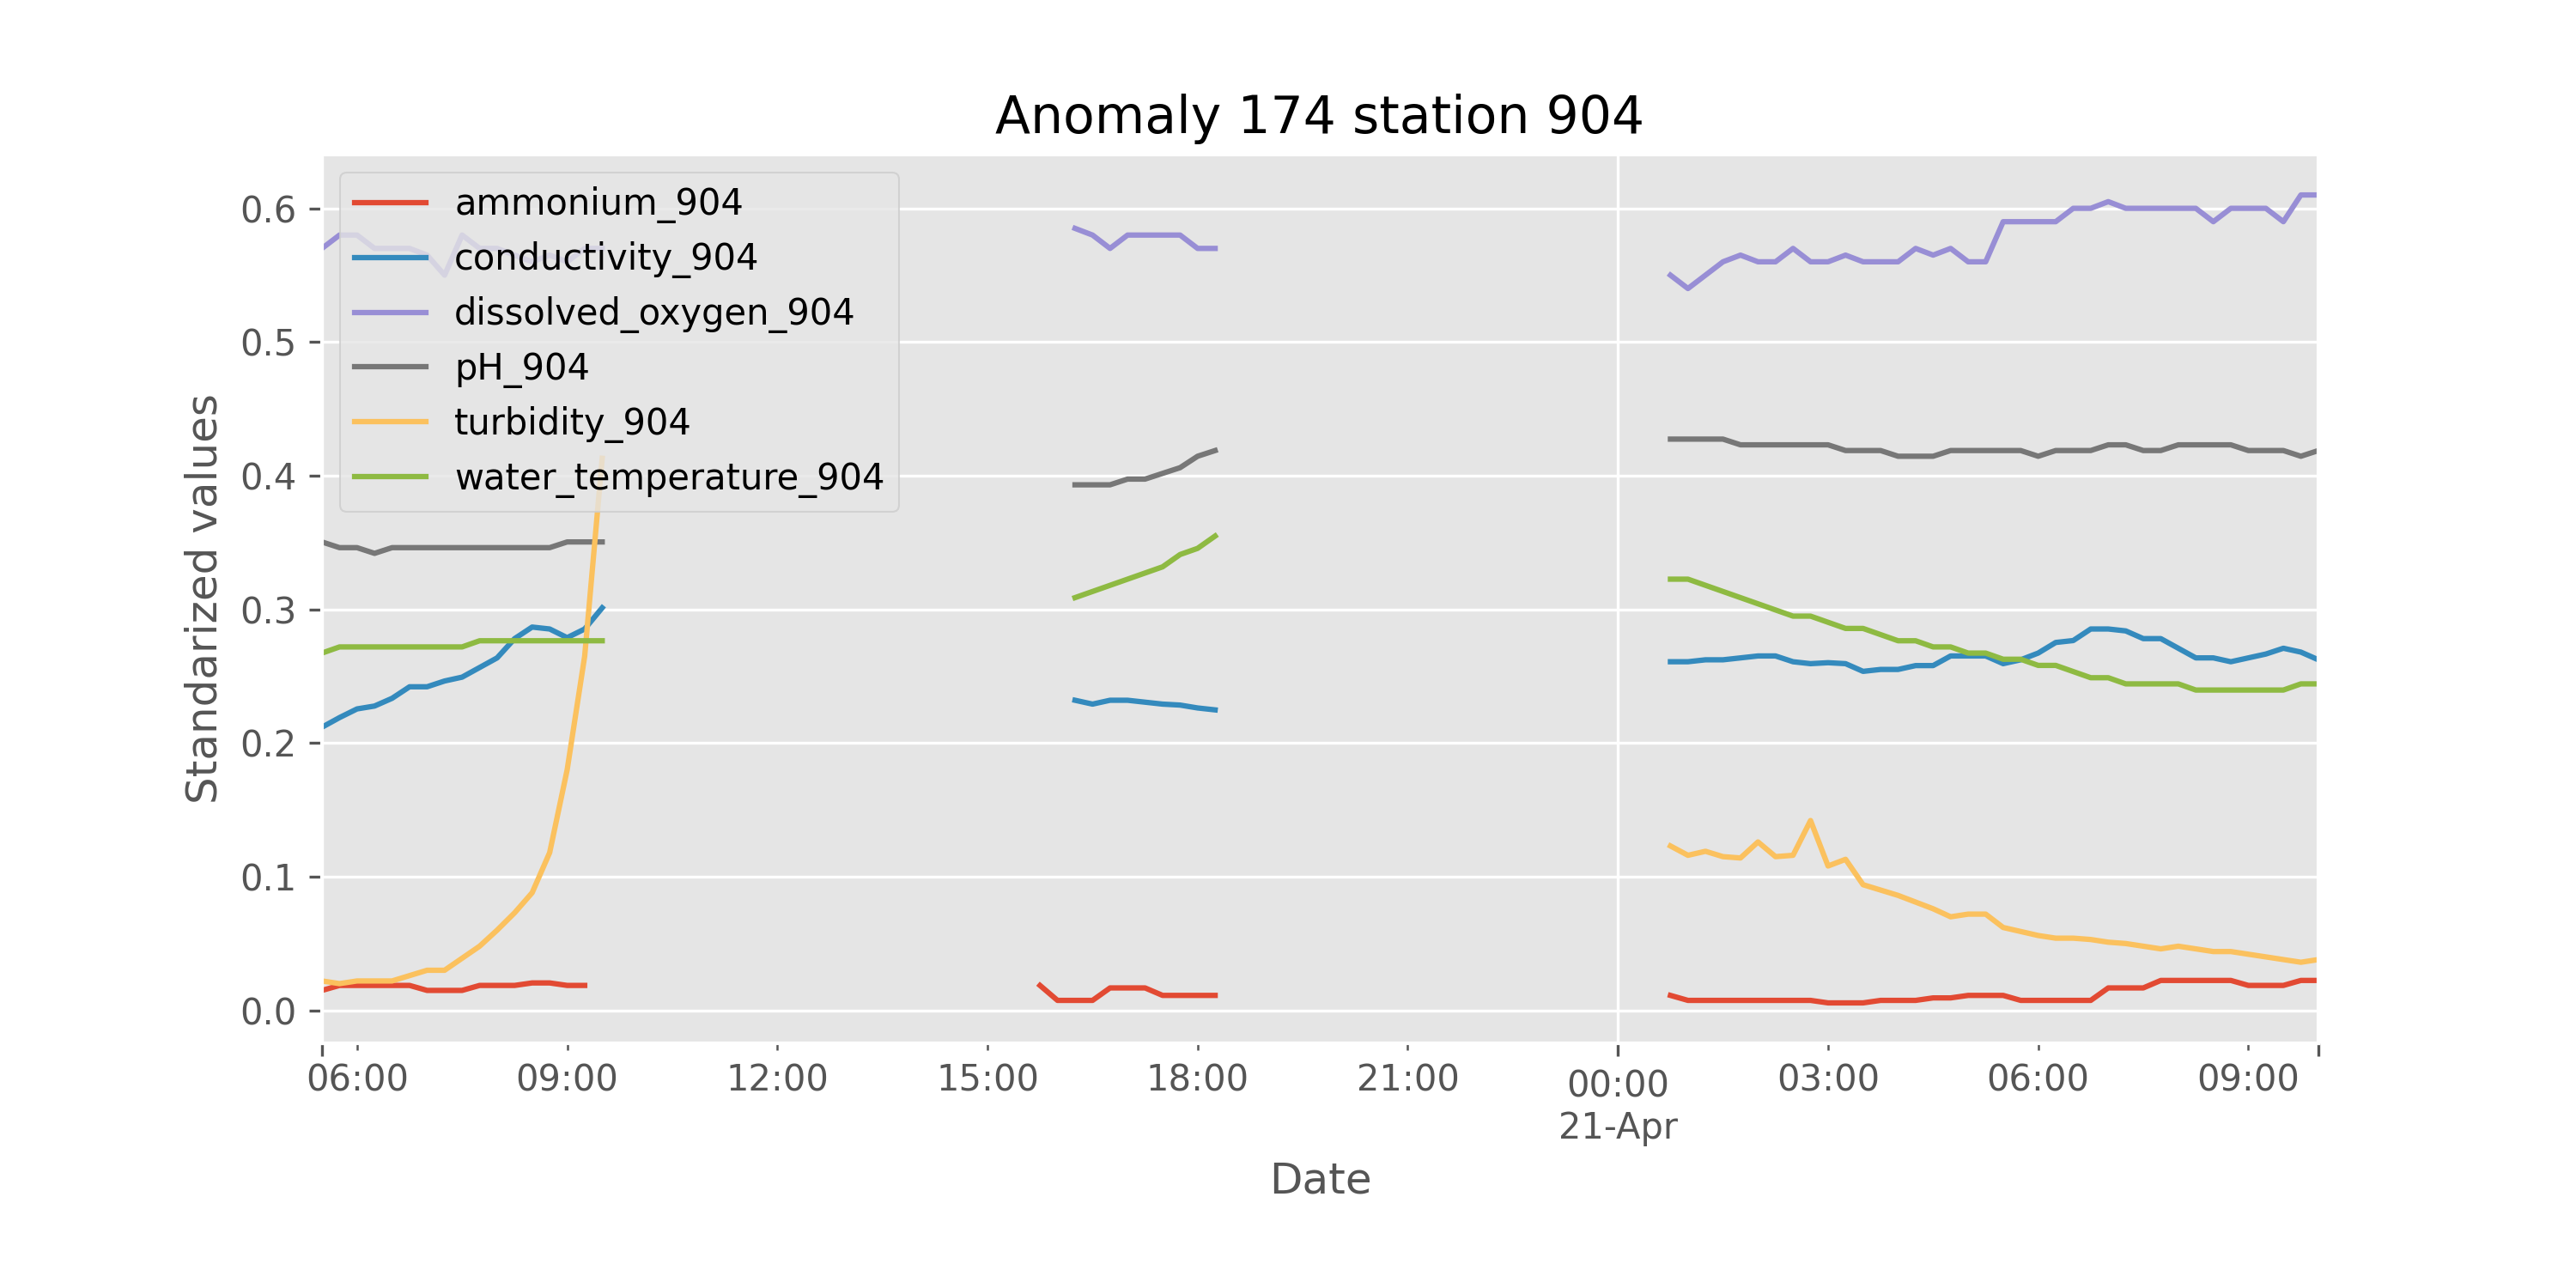 Anomaly 174 station 904
ammonium_904
conductivity_904
dissolved_oxygen_904
pH_904
turbidity_904
water_temperature_904
0.6
0.5
0.4
0.3
0.2
0.1
0.0
Standarized values
06:00 09:00 12:00 15:00 18:00 21:00 00:00 03:00 06:00 09:00
21-Apr
Date